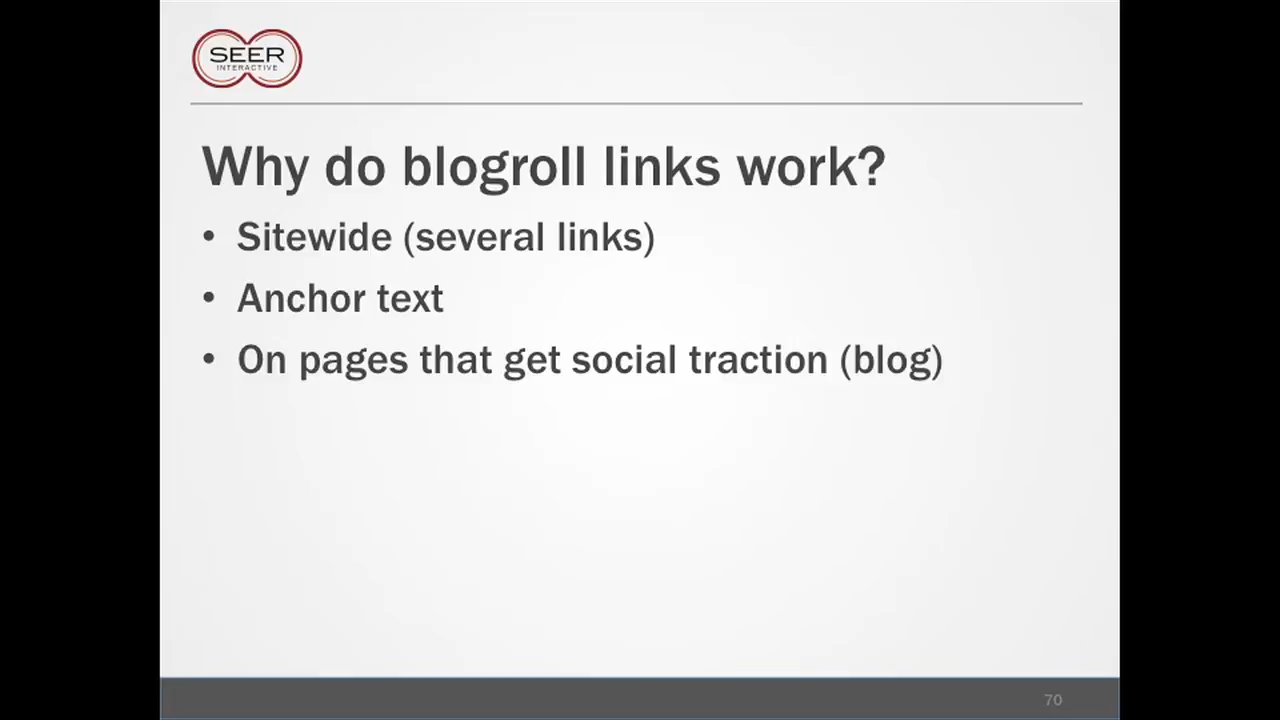 SEER
INTERACTIVE
Why do blogroll links work?
• Sitewide (several links)
• Anchor text
• On pages that get social traction (blog)
70